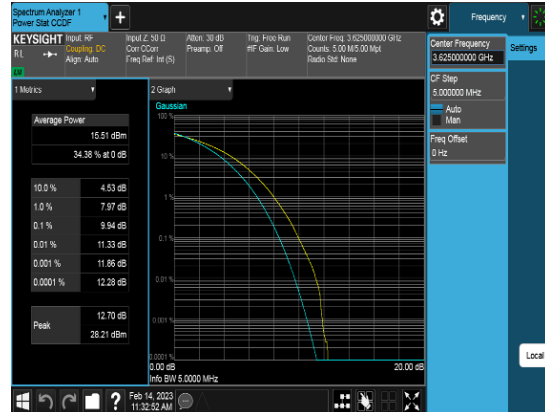 Spectrum Analyzer 1
Power Stat CCDF
+
Frequency
KEYSIGHT
RL
Input: RF
Coupling: DC
Align: Auto
Input Z: 50 Ω
Corr CCorr
Freq Ref: Int (S)
Atten: 30 dB
Preamp: Off
Trig: Free Run
#IF Gain: Low
Center Freq: 3.625000000 GHz
Counts: 5.00 M/5.00 Mpt
Radio Std: None
Center Frequency
3.625000000 GHz
Settings
CF Step
5.000000 MHz
Auto
Man
Freq Offset
0 Hz
1 Metrics
2 Graph
Average Power
15.51 dBm
34.38 % at 0 dB
10.0 % 4.53 dB
1.0 % 7.97 dB
0.1 % 9.94 dB
0.01 % 11.33 dB
0.001 % 11.86 dB
0.0001 % 12.28 dB
Peak
12.70 dB
28.21 dBm
Gaussian
100 %
10 %
1 %
0.1 %
0.01 %
0.001 %
0.0001 %
0.00 dB
20.00 dB
Info BW 5.0000 MHz
Local
?
Feb 14, 2023
11:32:52 AM